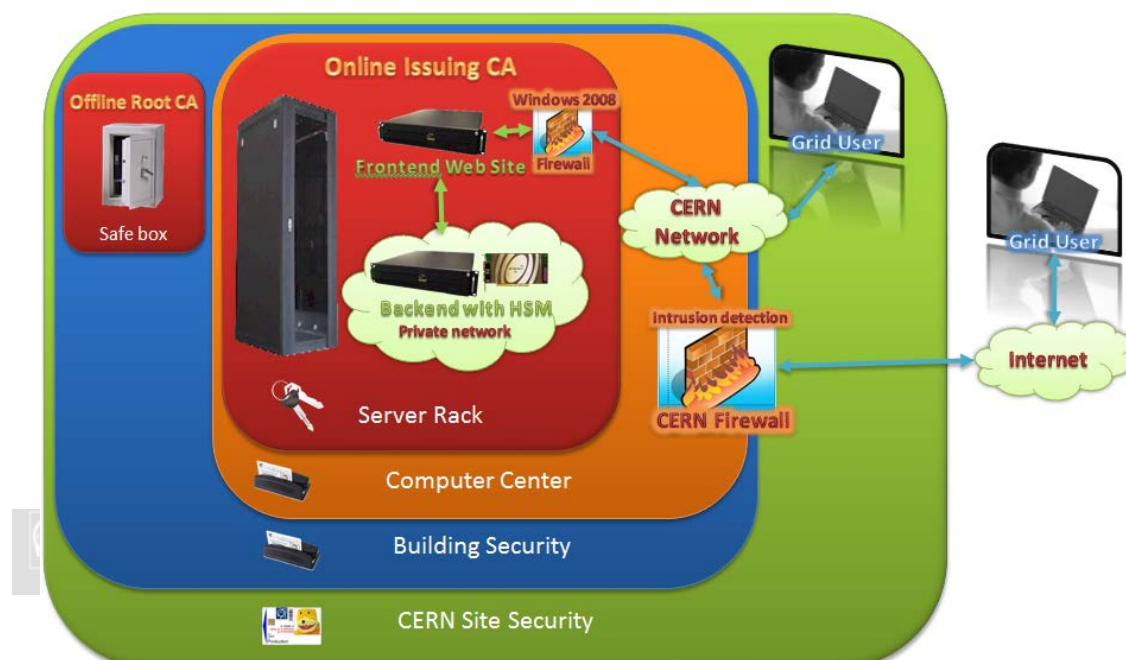 Online Issuing CA
Offline Root CA
Safe box
Windows 2008
Firewall
Frontend Web Site
Backend with HSM
Private network
Server Rack
CERN
Network
Grid User
Grid User
Intrusion detection
CERN Firewall
Internet
Computer Center
Building Security
CERN Site Security